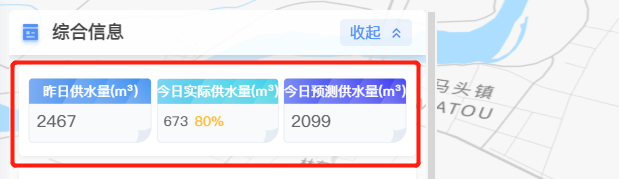 综合信息
收起
昨日供水量(m³)
2467
今日实际供水量(m³)
673 80%
今日预测供水量(m³)
2099
马头镇
ATOU